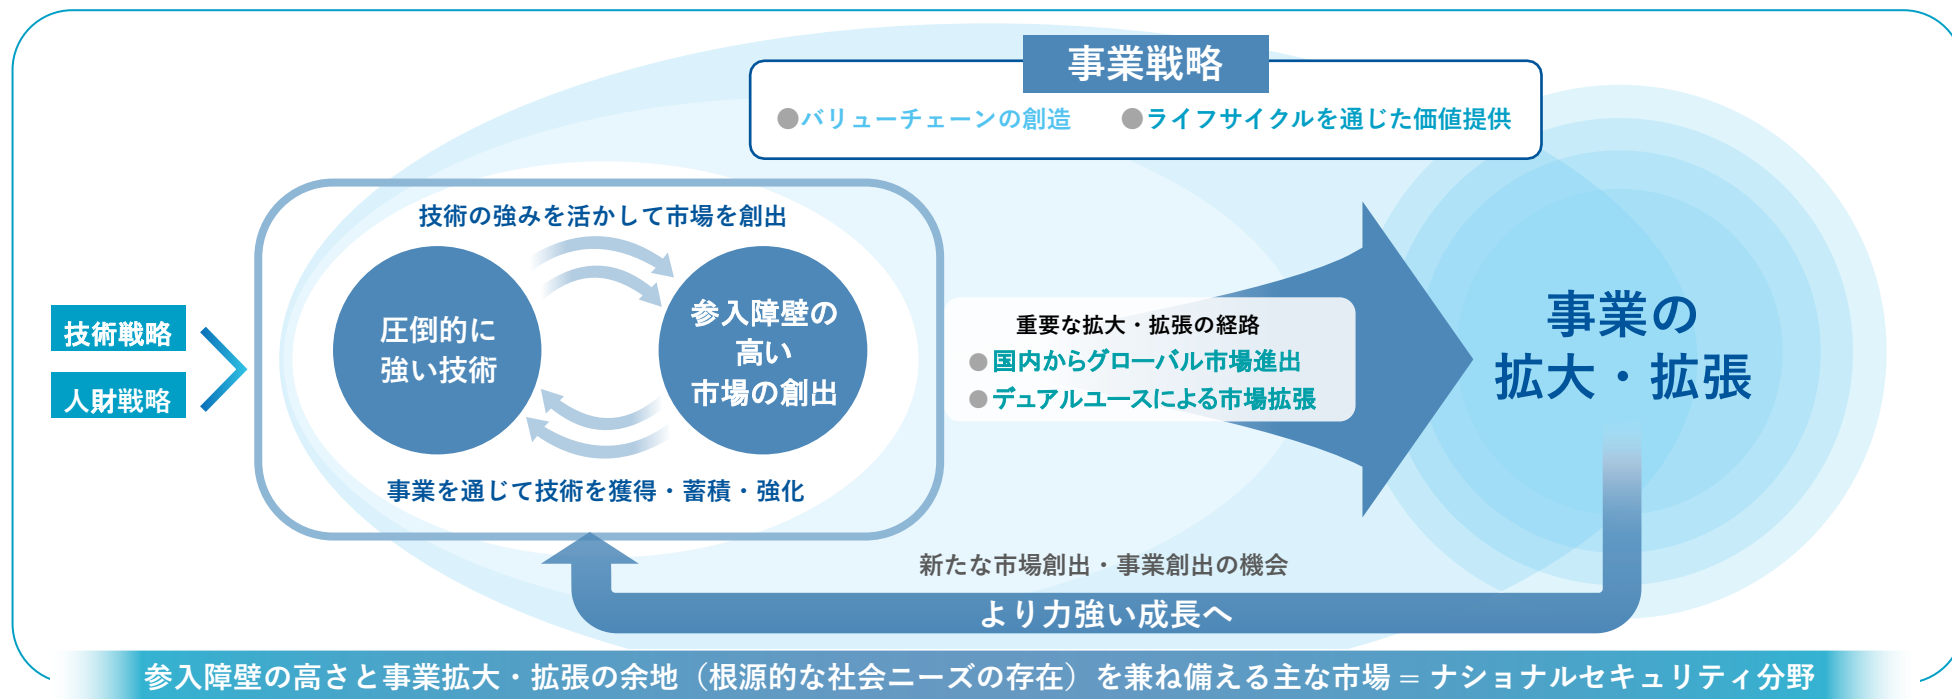 事業戦略
●バリューチェーンの創造
●ライフサイクルを通じた価値提供
技術戦略
人財戦略
技術の強みを活かして市場を創出
圧倒的に
強い技術
参入障壁の
高い
市場の創出
事業を通じて技術を獲得・蓄積・強化
重要な拡大・拡張の経路
●国内からグローバル市場進出
●デュアルユースによる市場拡張
事業の
拡大・拡張
新たな市場創出・事業創出の機会
より力強い成長へ
参入障壁の高さと事業拡大・拡張の余地（根源的な社会ニーズの存在）を兼ね備える主な市場 = ナショナルセキュリティ分野